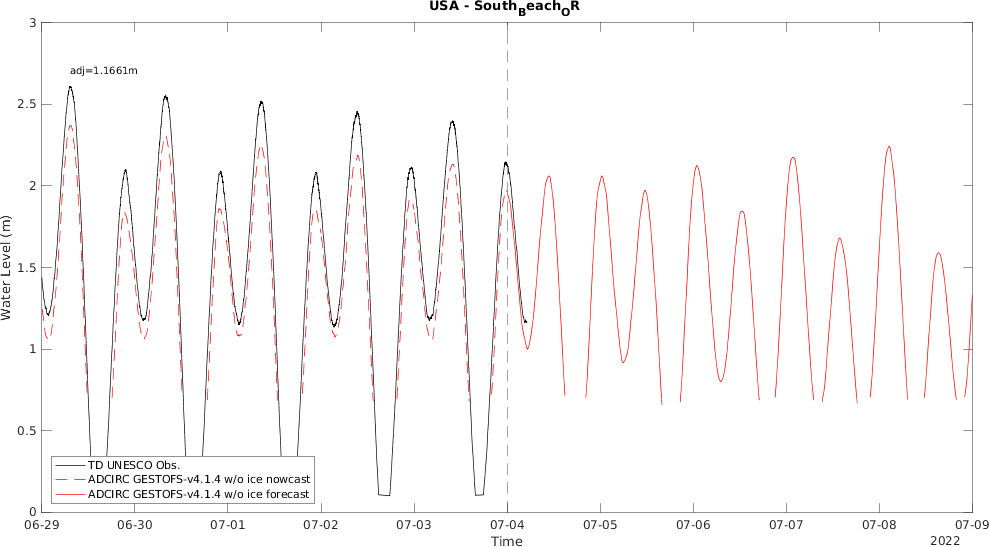 USA - South_Beach_OR
adj=1.1661m
3
2.5
2
1.5
1
0.5
0
Water Level (m)
TD UNESCO Obs.
ADCIRC GESTOFS-v4.1.4 w/o ice nowcast
ADCIRC GESTOFS-v4.1.4 w/o ice forecast
06-29 06-30 07-01 07-02 07-03 07-04 07-05 07-06 07-07 07-08 07-09
Time
2022